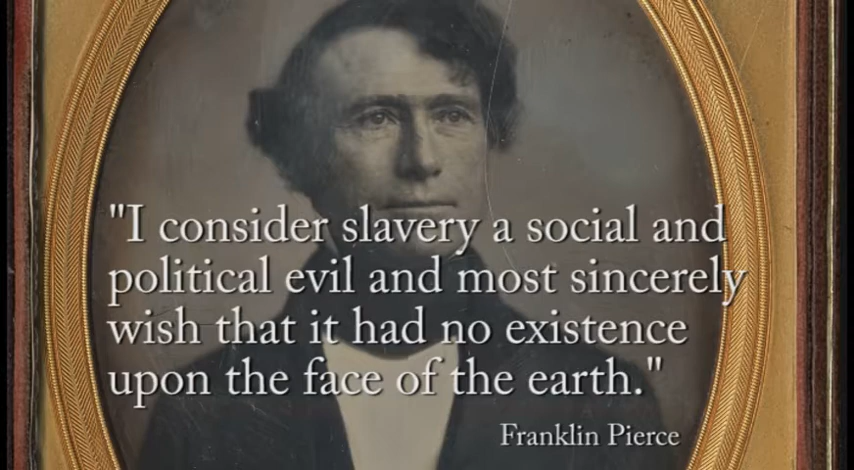 "I consider slavery a social and
political evil and most sincerely
wish that it had no existence
upon the face of the earth."
Franklin Pierce